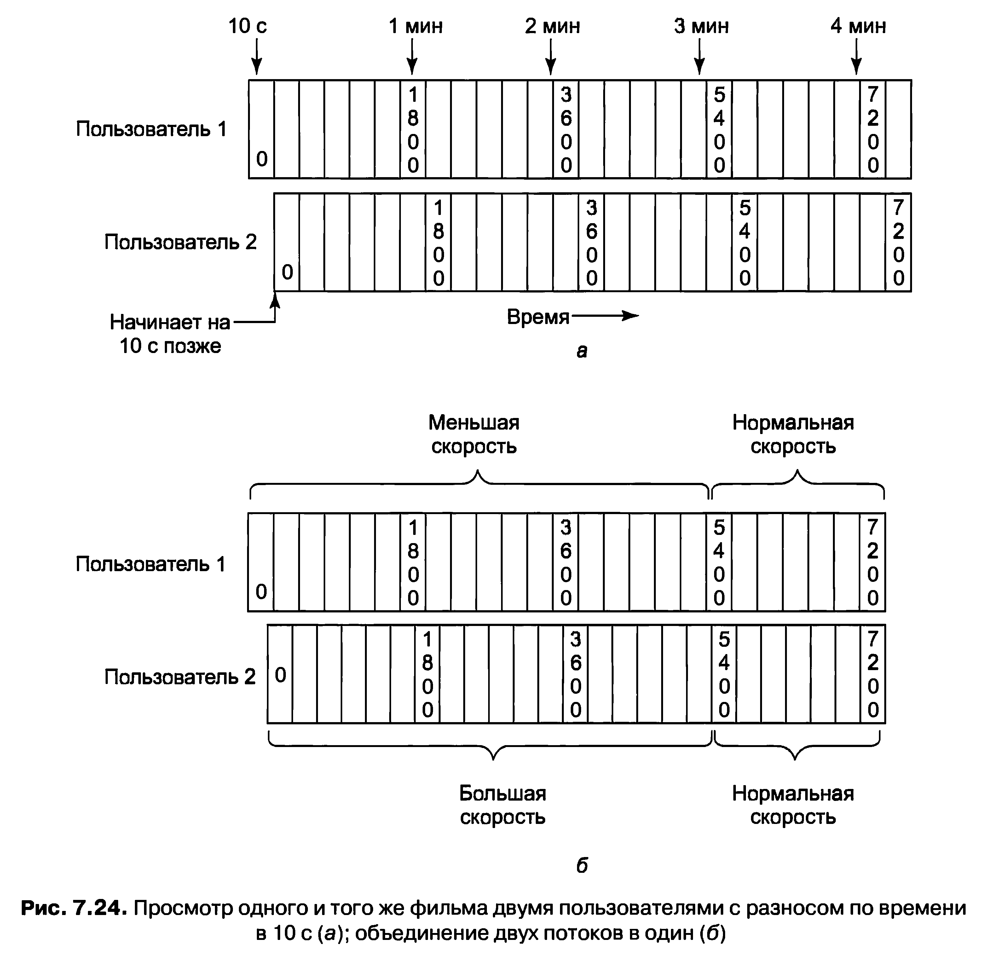 10 с 1 мин 2 мин 3 мин 4 мин
Пользователь 1
0 1800 3600 5400 7200
Пользователь 2
0 1800 3600 5400 7200
Начинает на
10 с позже
Время
а
Меньшая
скорость
Нормальная
скорость
Пользователь 1
0 1800 3600 5400 7200
Пользователь 2
0 1800 3600 5400 7200
Большая
скорость
Нормальная
скорость
б
Рис. 7.24. Просмотр одного и того же фильма двумя пользователями с разносом по времени
в 10 с (а); объединение двух потоков в один (б)